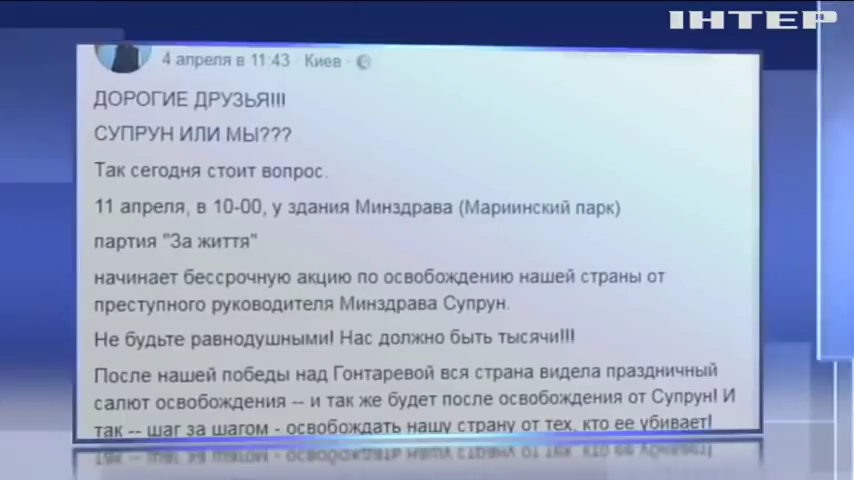 ІНТЕР
4 апреля в 11:43 · Киев ·
ДОРОГИЕ ДРУЗЬЯ!!!
СУПРУН ИЛИ МЫ???
Так сегодня стоит вопрос.
11 апреля, в 10-00, у здания Минздрава (Мариинский парк)
партия "За життя"
начинает бессрочную акцию по освобождению нашей страны от
преступного руководителя Минздрава Супрун.
Не будьте равнодушными! Нас должно быть тысячи!!!
После нашей победы над Гонтаревой вся страна видела праздничный
салют освобождения -- и так же будет после освобождения от Супрун! И
так -- шаг за шагом - освобождать нашу страну от тех, кто ее убивает!